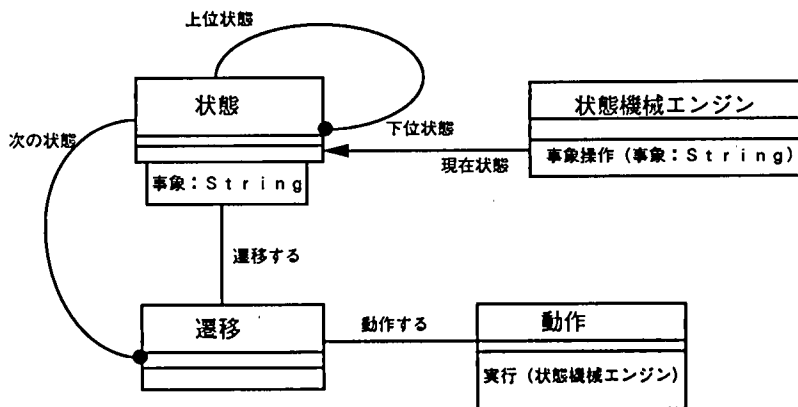 上位状態
状態
状態機械エンジン
次の状態
下位状態
現在状態
事象操作（事象：Ｓｔｒｉｎｇ）
事象：Ｓｔｒｉｎｇ
遷移する
遷移
動作する
動作
実行（状態機械エンジン）